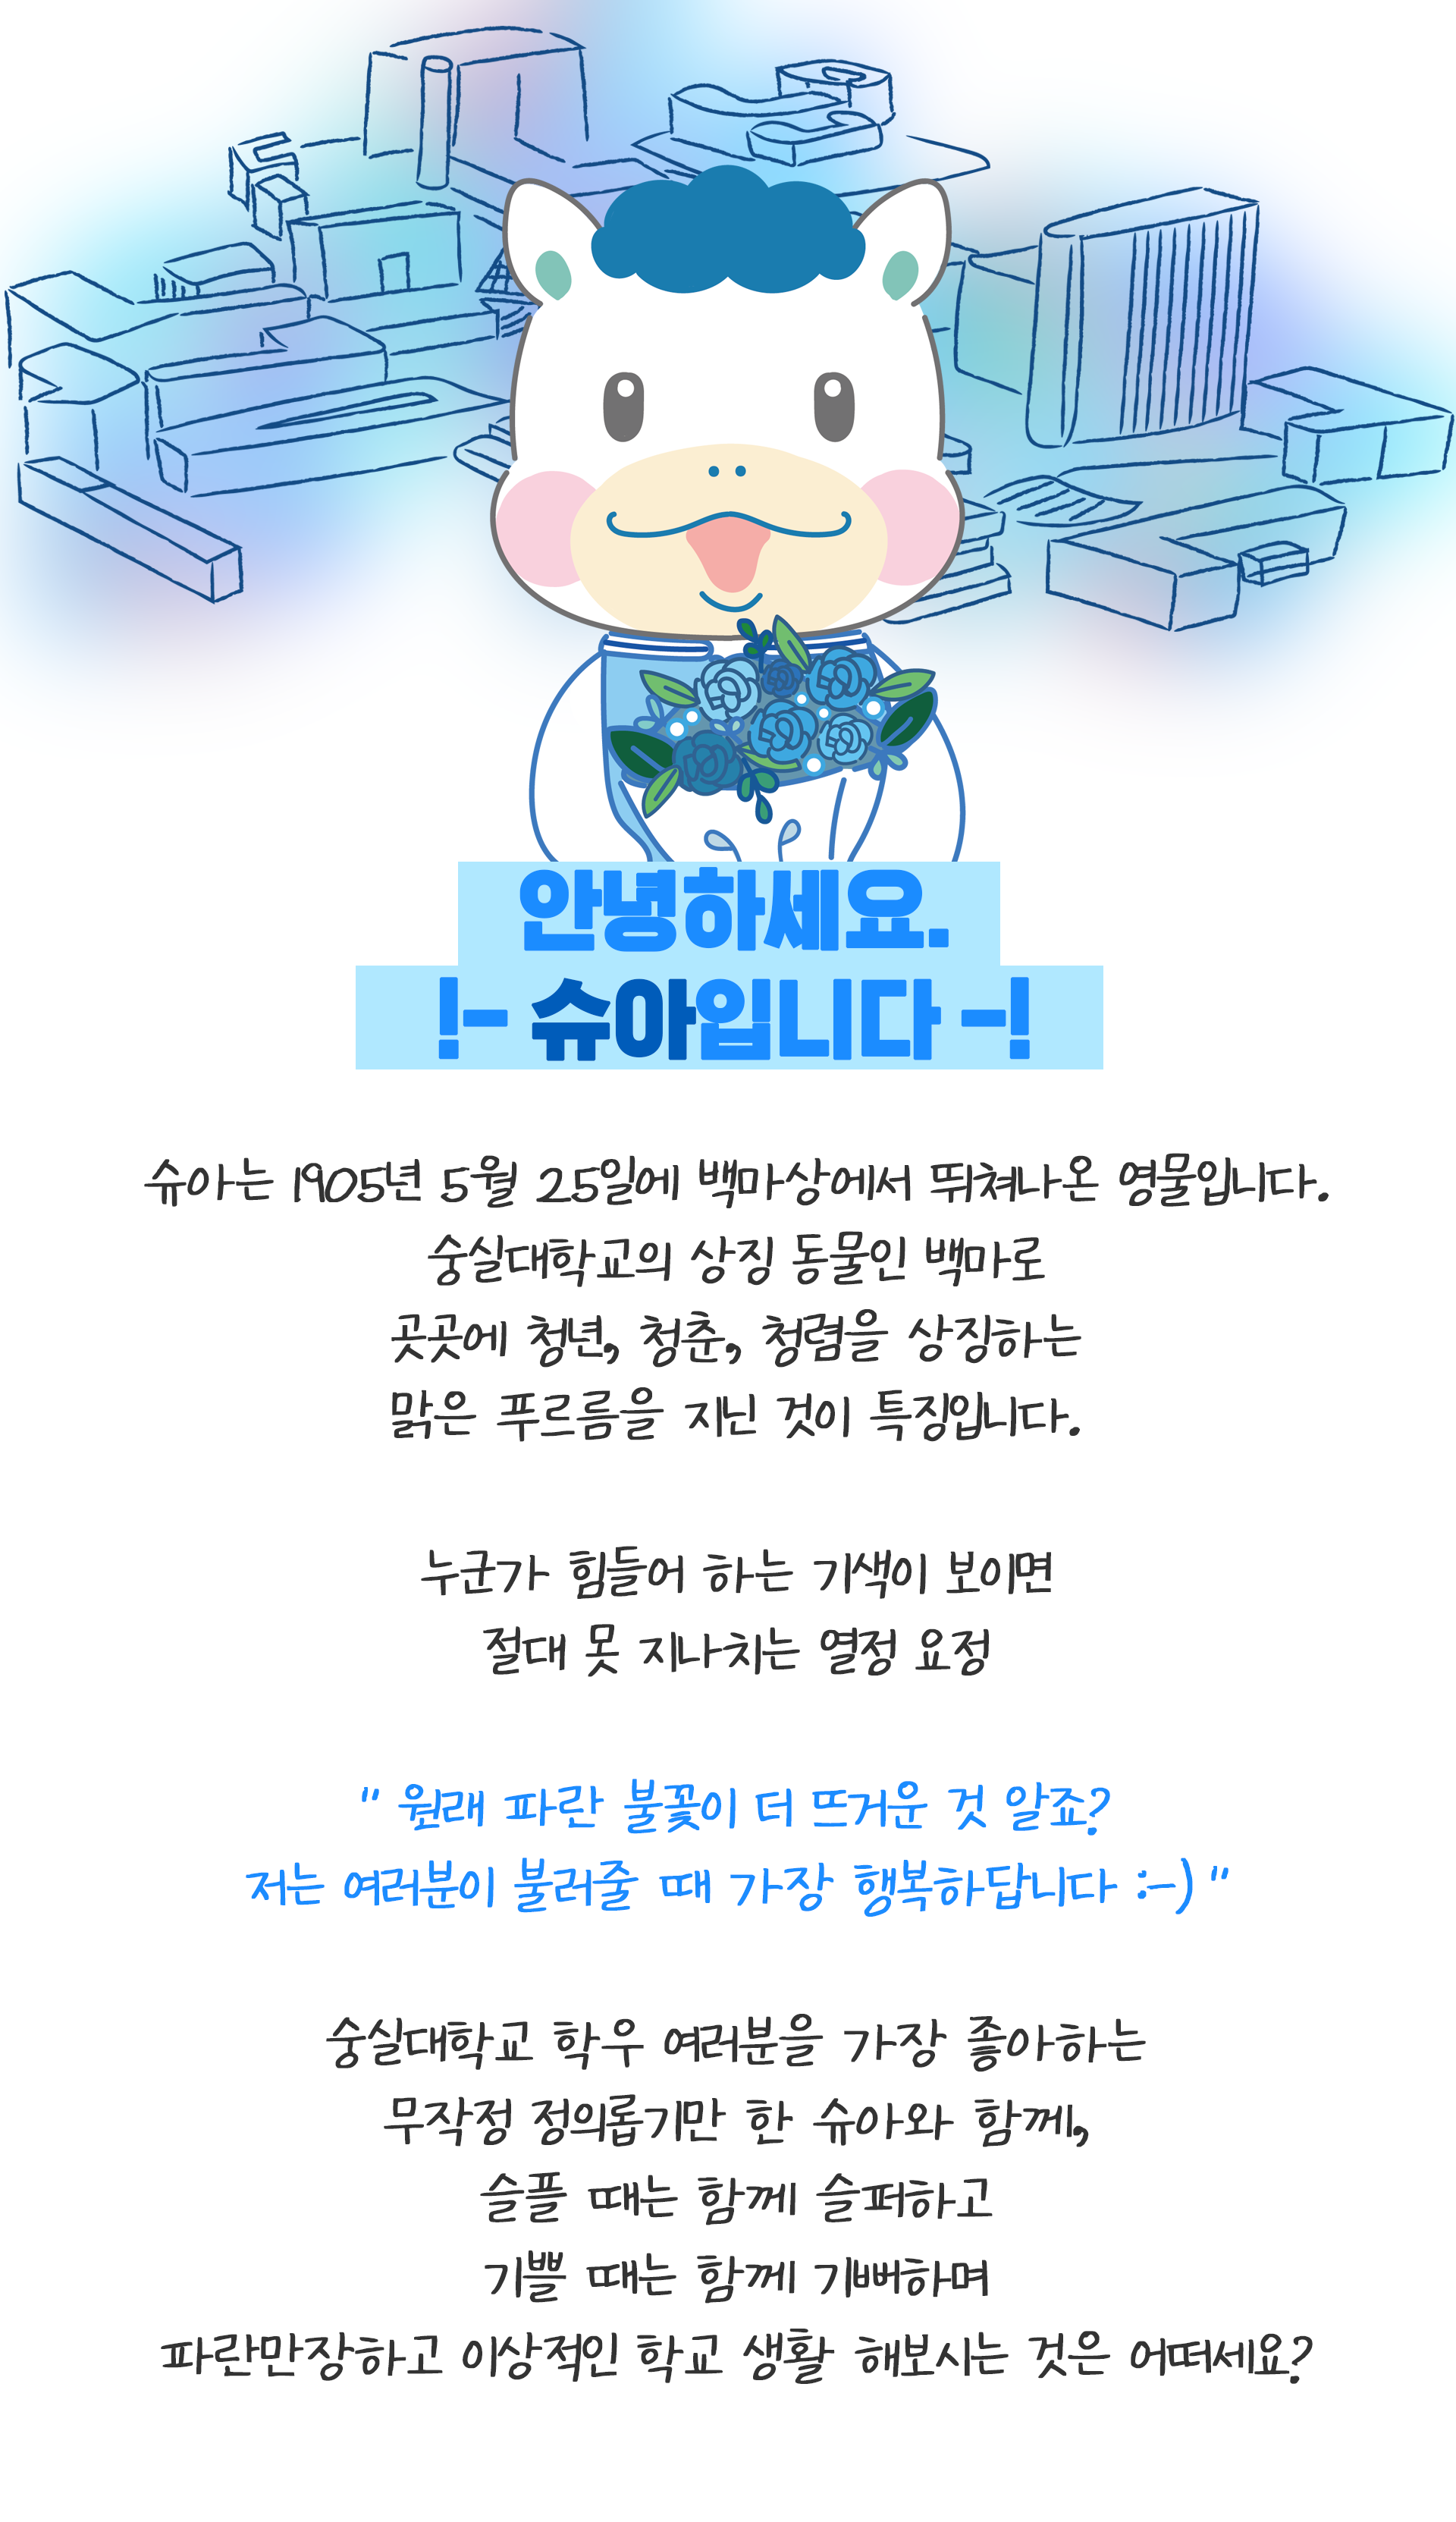 안녕하세요.
!- 슈아입니다 -!
슈아는 1905년 5월 25일에 백마상에서 뛰쳐나온 영물입니다.
숭실대학교의 상징 동물인 백마로
곳곳에 청년, 청춘, 청렴을 상징하는
맑은 푸르름을 지닌 것이 특징입니다.
누군가 힘들어 하는 기색이 보이면
절대 못 지나치는 열정 요정
" 원래 파란 불꽃이 더 뜨거운 것 알죠?
저는 여러분이 불러줄 때 가장 행복하답니다 :-) "
숭실대학교 학우 여러분을 가장 좋아하는
무작정 정의롭기만 한 슈아와 함께,
슬플 때는 함께 슬퍼하고
기쁠 때는 함께 기뻐하며
파란만장하고 이상적인 학교 생활 해보시는 것은 어떠세요?